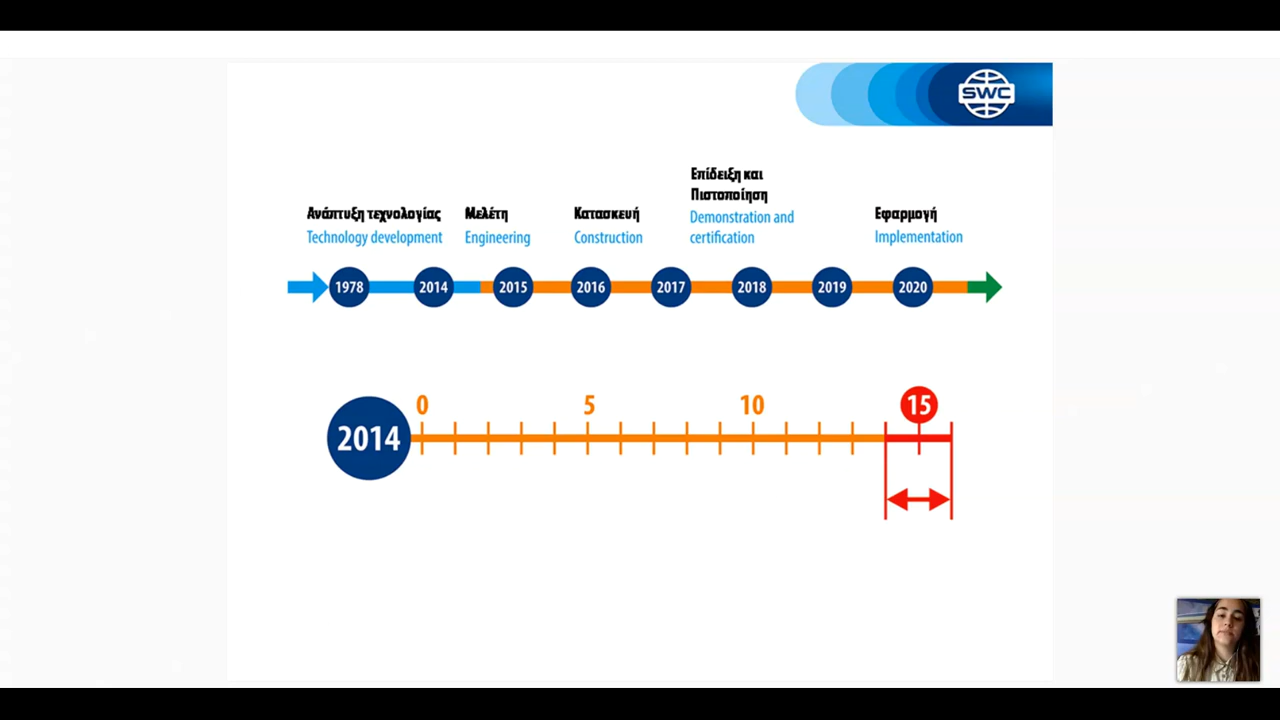 SWC
Επίδειξη και
Πιστοποίηση
Ανάπτυξη τεχνολογίας Μελέτη Κατασκευή Demonstration and Εφαρμογή
Technology development Engineering Construction certification Implementation
1978 2014 2015 2016 2017 2018 2019 2020
0 5 10 15
2014